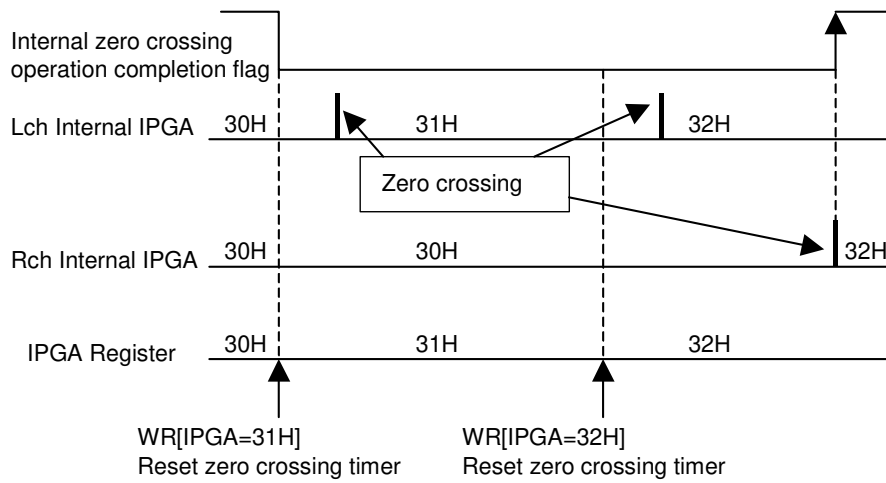 Internal zero crossing
operation completion flag
Lch Internal IPGA 30H 31H 32H
Zero crossing
Rch Internal IPGA 30H 30H 32H
IPGA Register 30H 31H 32H
WR[IPGA=31H] WR[IPGA=32H]
Reset zero crossing timer Reset zero crossing timer